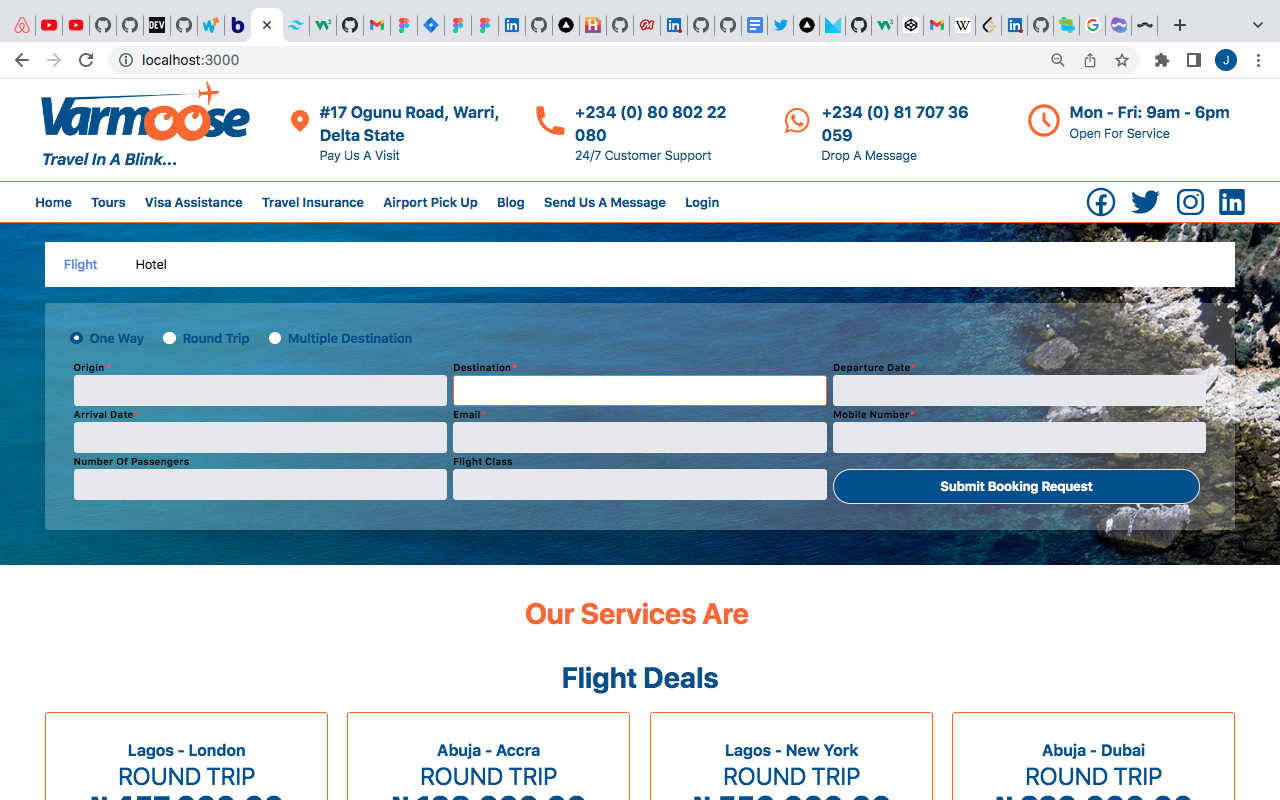 localhost:3000
J
Varmoose
Travel In A Blink...
#17 Ogunu Road, Warri,
Delta State
Pay Us A Visit
+234 (0) 80 802 22
080
24/7 Customer Support
+234 (0) 81 707 36
059
Drop A Message
Mon - Fri: 9am - 6pm
Open For Service
Home Tours Visa Assistance Travel Insurance Airport Pick Up Blog Send Us A Message Login
Flight Hotel
One Way Round Trip Multiple Destination
Origin* Destination* Departure Date*
Arrival Date* Email* Mobile Number*
Number Of Passengers Flight Class
Submit Booking Request
Our Services Are
Flight Deals
Lagos - London
ROUND TRIP
Abuja - Accra
ROUND TRIP
Lagos - New York
ROUND TRIP
Abuja - Dubai
ROUND TRIP